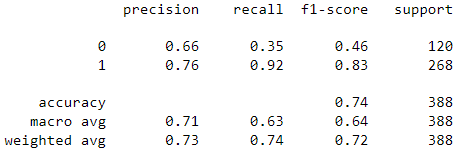 precision recall f1-score support
0 0.66 0.35 0.46 120
1 0.76 0.92 0.83 268
accuracy 0.74 388
macro avg 0.71 0.63 0.64 388
weighted avg 0.73 0.74 0.72 388